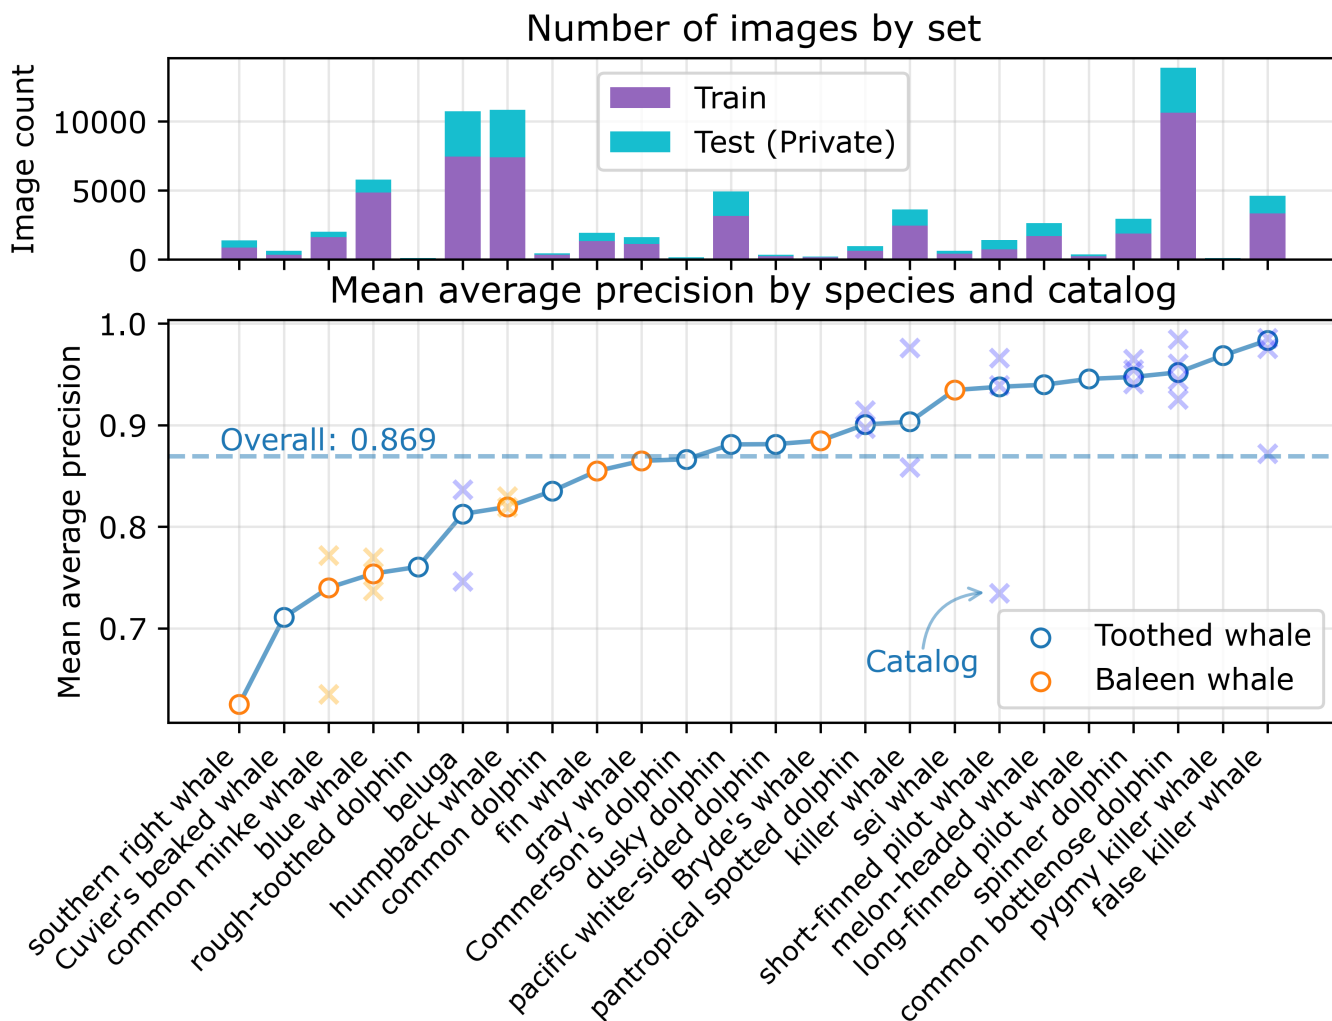 Number of images by set
Image count
10000
5000
0
Train
Test (Private)
Mean average precision by species and catalog
Mean average precision
1.0
0.9
0.8
0.7
Overall: 0.869
Catalog
Toothed whale
Baleen whale
southern right whale
Cuvier's beaked whale
common minke whale
blue whale
rough-toothed dolphin
beluga
humpback whale
common dolphin
fin whale
gray whale
Commerson's dolphin
dusky dolphin
pacific white-sided dolphin
Bryde's whale
pantropical spotted dolphin
killer whale
sei whale
short-finned pilot whale
melon-headed whale
long-finned pilot whale
spinner dolphin
common bottlenose dolphin
pygmy killer whale
false killer whale